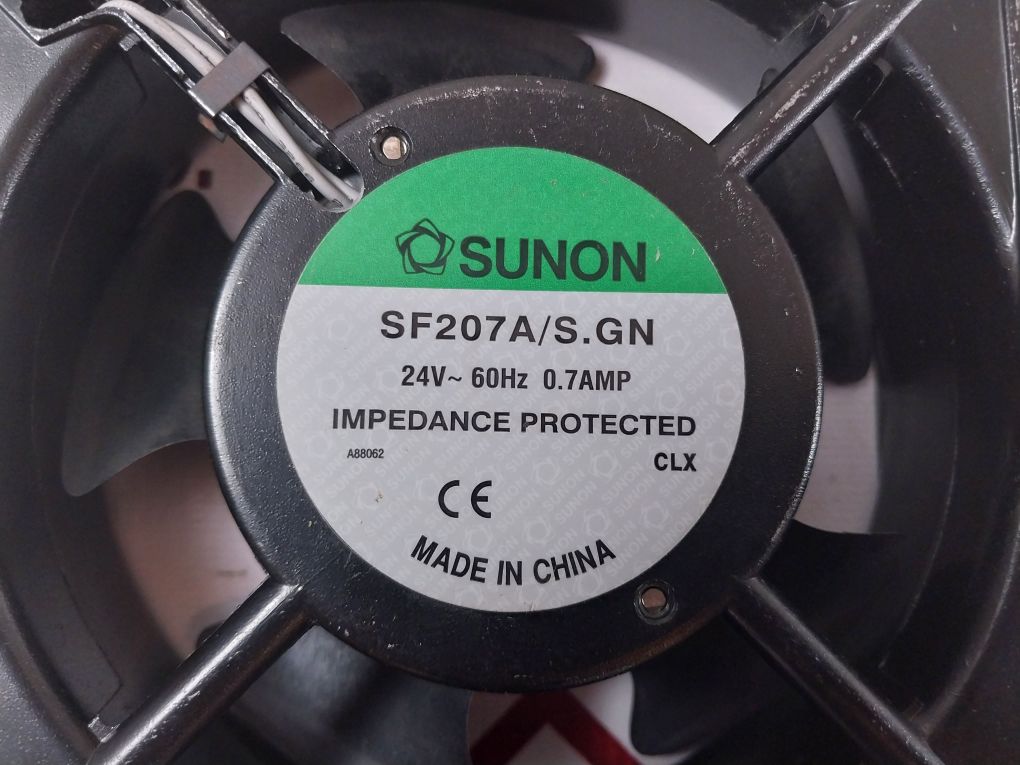 SUNON
SF207A/S.GN
24V~ 60Hz 0.7AMP
IMPEDANCE PROTECTED
A88062
CLX
CE
MADE IN CHINA